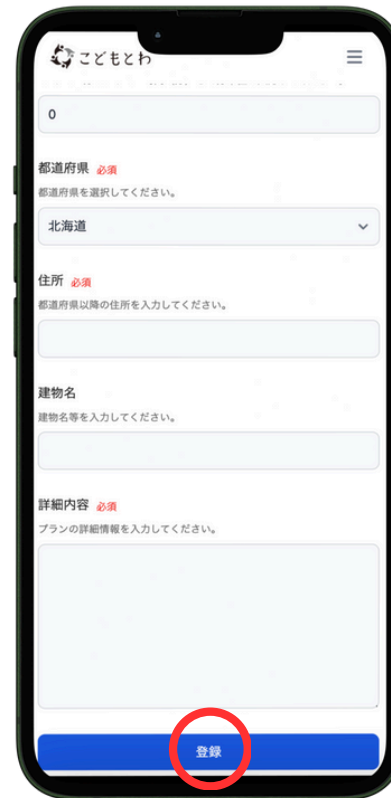 こどもとわ
0
都道府県 必須
都道府県を選択してください。
北海道
住所 必須
都道府県以降の住所を入力してください。
建物名
建物名等を入力してください。
詳細内容 必須
プランの詳細情報を入力してください。
登録